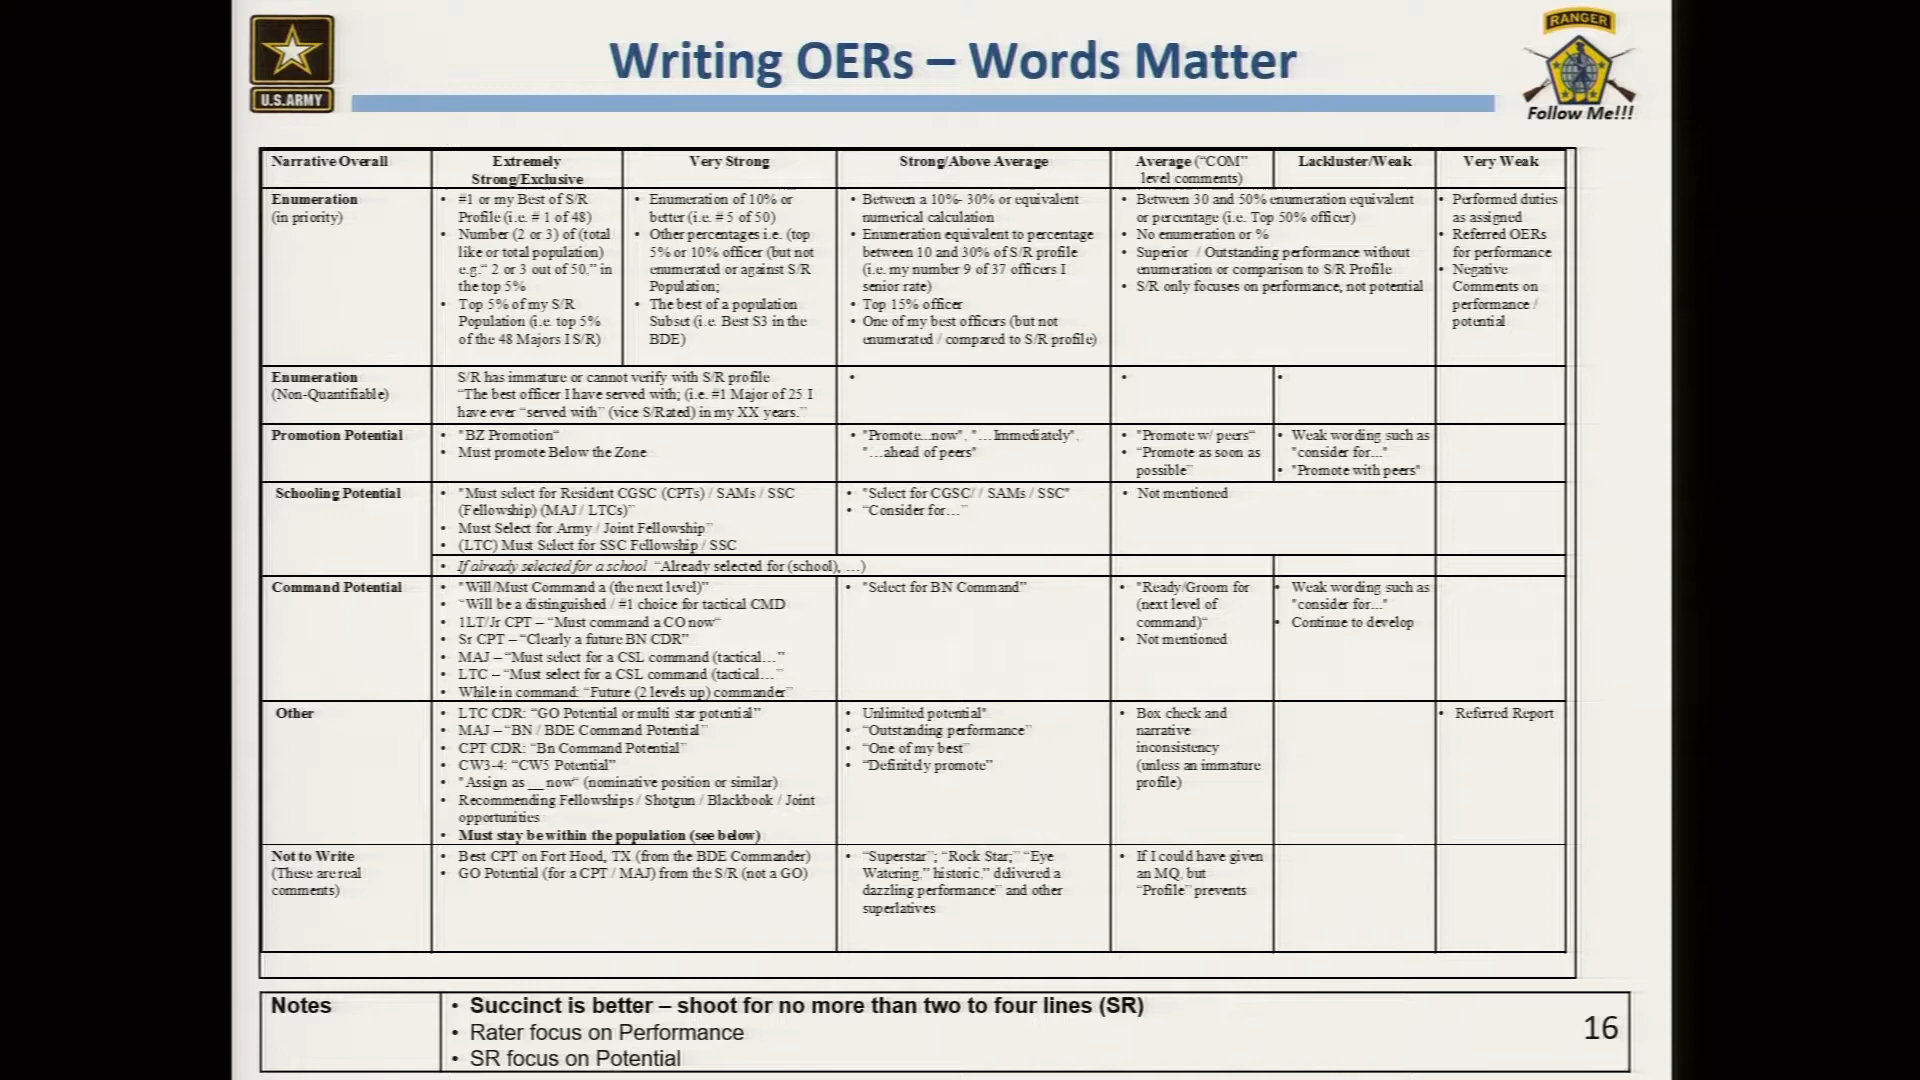 U.S.ARMY
Writing OERs – Words Matter
RANGER
Follow Me!!!
Narrative Overall
Extremely
Strong/Exclusive
Very Strong
Strong/Above Average
Average ("COM"
level comments)
Lackluster/Weak
Very Weak
Enumeration
(in priority)
• #1 or my Best of S/R
Profile (i.e. # 1 of 48)
• Number (2 or 3) of (total
like or total population)
e.g." 2 or 3 out of 50," in
the top 5%
• Top 5% of my S/R
Population (i.e. top 5%
of the 48 Majors I S/R)
• Enumeration of 10% or
better (i.e. # 5 of 50)
• Other percentages i.e. (top
5% or 10% officer (but not
enumerated or against S/R
Population;
• The best of a population
Subset (i.e. Best S3 in the
BDE)
• Between a 10%- 30% or equivalent
numerical calculation
• Enumeration equivalent to percentage
between 10 and 30% of S/R profile
(i.e. my number 9 of 37 officers I
senior rate)
• Top 15% officer
• One of my best officers (but not
enumerated / compared to S/R profile)
• Between 30 and 50% enumeration equivalent
or percentage (i.e. Top 50% officer)
• No enumeration or %
• Superior / Outstanding performance without
enumeration or comparison to S/R Profile
• S/R only focuses on performance, not potential
• Performed duties
as assigned
• Referred OERs
for performance
• Negative
Comments on
performance /
potential
Enumeration
(Non-Quantifiable)
S/R has immature or cannot verify with S/R profile
"The best officer I have served with; (i.e. #1 Major of 25 I
have ever "served with" (vice S/Rated) in my XX years."
•
•
•
Promotion Potential
• "BZ Promotion"
• Must promote Below the Zone
• "Promote...now", "...Immediately",
"...ahead of peers"
• "Promote w/ peers"
• "Promote as soon as
possible"
• Weak wording such as
"consider for..."
• "Promote with peers"
Schooling Potential
• "Must select for Resident CGSC (CPTs) / SAMs / SSC
(Fellowship) (MAJ / LTCs)"
• Must Select for Army / Joint Fellowship"
• (LTC) Must Select for SSC Fellowship / SSC
• "Select for CGSC/ / SAMs / SSC"
• "Consider for..."
• Not mentioned
• If already selected for a school "Already selected for (school), ...)
Command Potential
• "Will/Must Command a (the next level)"
• "Will be a distinguished / #1 choice for tactical CMD
• 1LT/Jr CPT – "Must command a CO now"
• Sr CPT – "Clearly a future BN CDR"
• MAJ – "Must select for a CSL command (tactical..."
• LTC – "Must select for a CSL command (tactical..."
• While in command: "Future (2 levels up) commander"
• "Select for BN Command"
• "Ready/Groom for
(next level of
command)"
• Not mentioned
• Weak wording such as
"consider for..."
• Continue to develop
Other
• LTC CDR: "GO Potential or multi star potential"
• MAJ – "BN / BDE Command Potential"
• CPT CDR: "Bn Command Potential"
• CW3-4: "CW5 Potential"
• "Assign as __ now" (nominative position or similar)
• Recommending Fellowships / Shotgun / Blackbook / Joint
opportunities
• Must stay be within the population (see below)
• Unlimited potential"
• "Outstanding performance"
• "One of my best"
• "Definitely promote"
• Box check and
narrative
inconsistency
(unless an immature
profile)
• Referred Report
Not to Write
(These are real
comments)
• Best CPT on Fort Hood, TX (from the BDE Commander)
• GO Potential (for a CPT / MAJ) from the S/R (not a GO)
• "Superstar"; "Rock Star;" "Eye
Watering," historic," delivered a
dazzling performance" and other
superlatives
• If I could have given
an MQ, but
"Profile" prevents
Notes
• Succinct is better – shoot for no more than two to four lines (SR)
• Rater focus on Performance
• SR focus on Potential
16